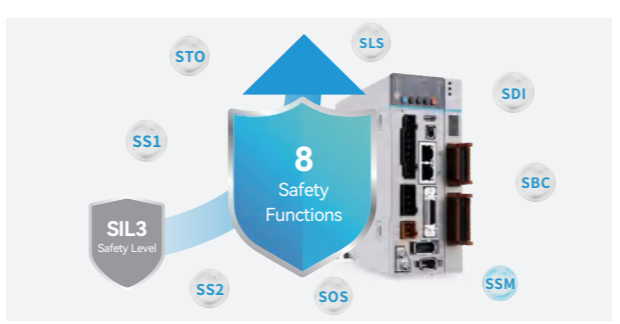 STO
SLS
SDI
SS1
8
Safety
Functions
SBC
SIL3
Safety Level
SS2
SOS
SSM